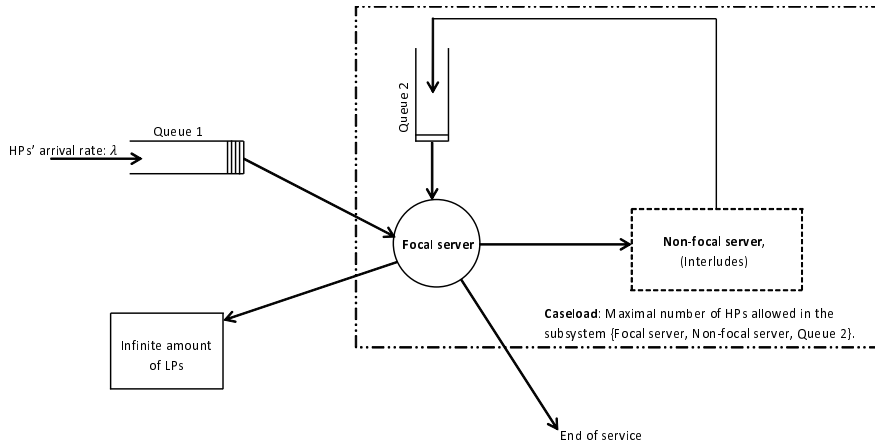 Queue 2
Queue 1
HPs’ arrival rate: λ
Focal server
Non-focal server,
(Interludes)
Caseload: Maximal number of HPs allowed in the
subsystem {Focal server, Non-focal server, Queue 2}.
Infinite amount
of LPs
End of service